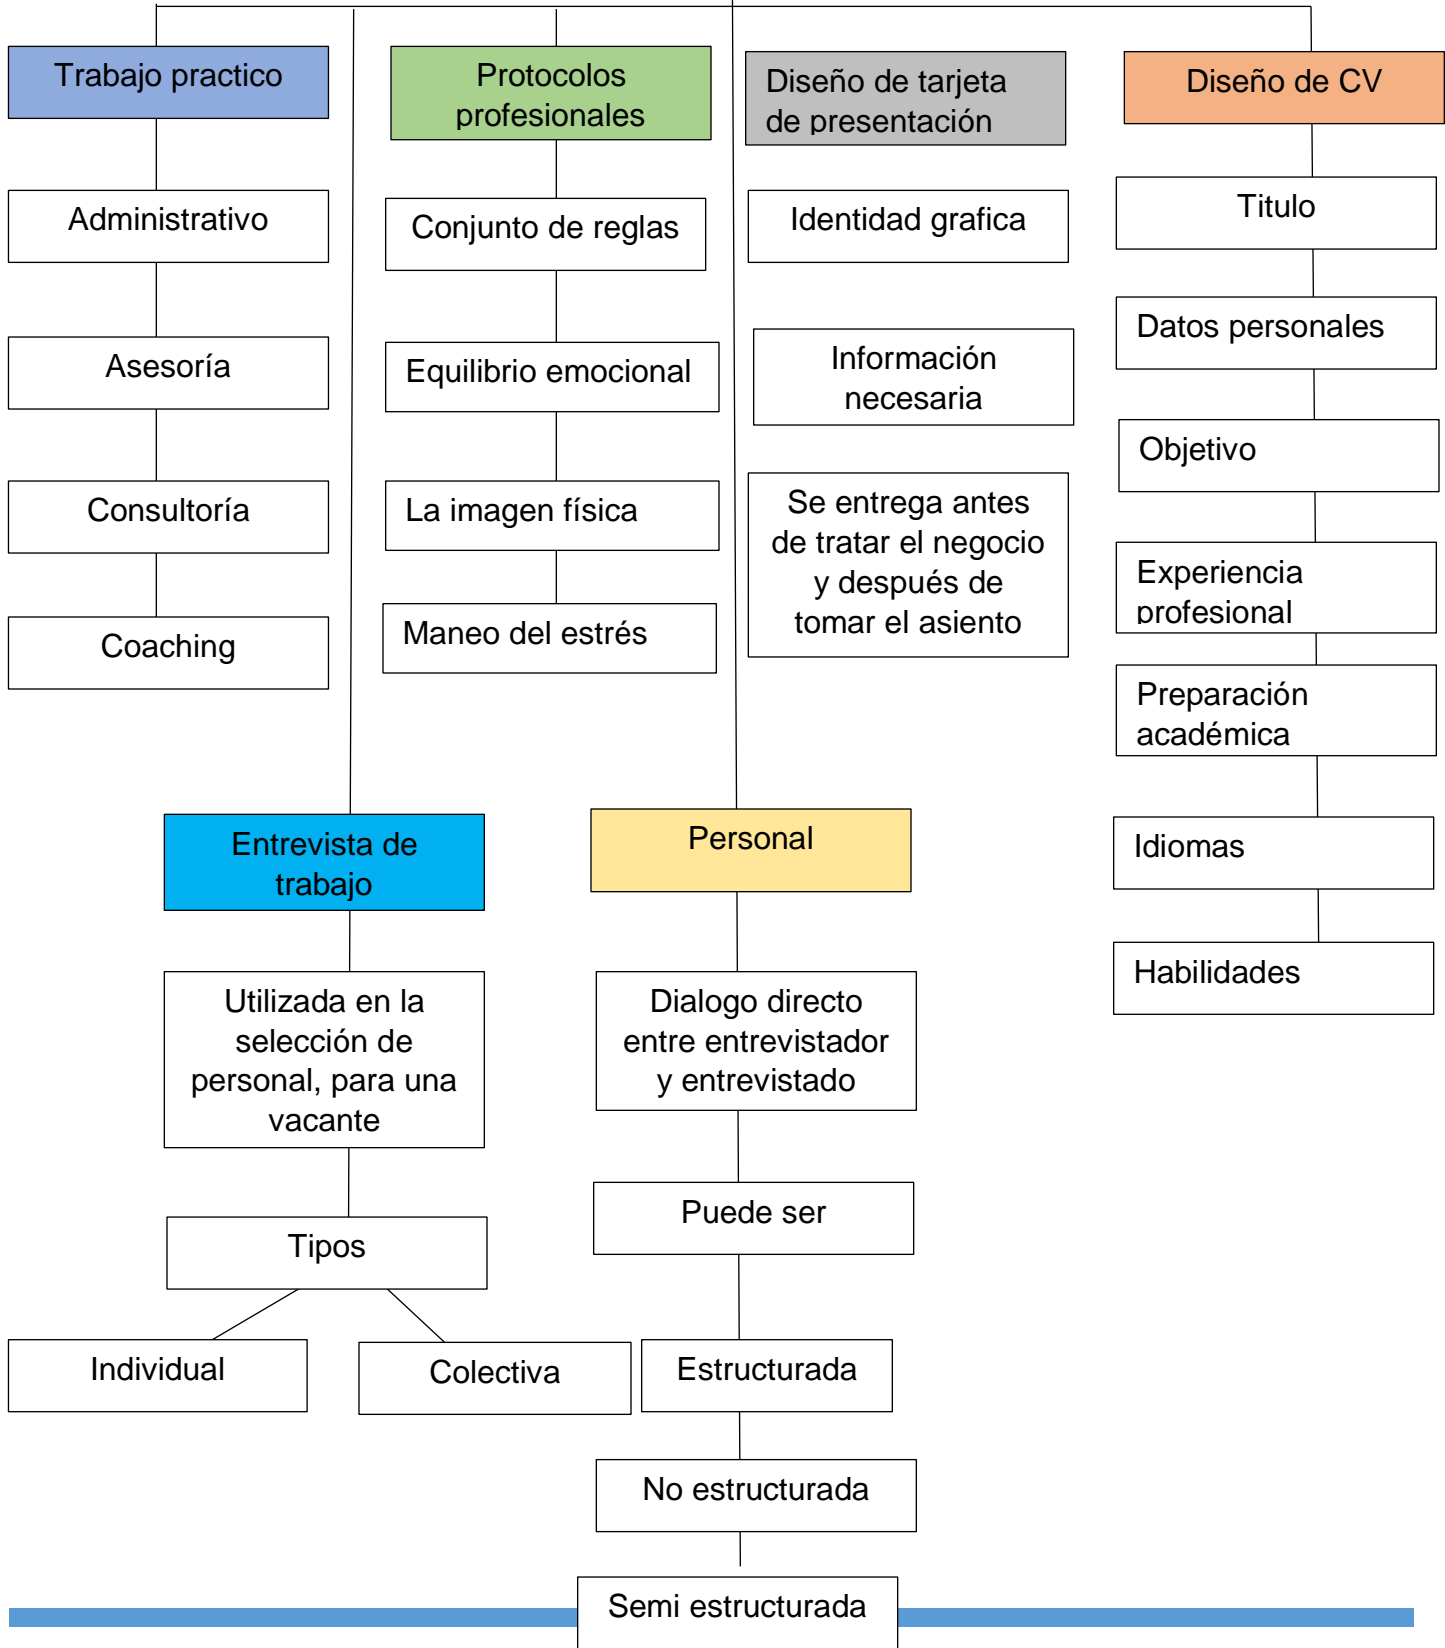 Trabajo practico
Administrativo
Asesoría
Consultoría
Coaching
Protocolos
profesionales
Conjunto de reglas
Equilibrio emocional
La imagen física
Maneo del estrés
Diseño de tarjeta
de presentación
Identidad grafica
Información
necesaria
Se entrega antes
de tratar el negocio
y después de
tomar el asiento
Diseño de CV
Titulo
Datos personales
Objetivo
Experiencia
profesional
Preparación
académica
Idiomas
Habilidades
Entrevista de
trabajo
Utilizada en la
selección de
personal, para una
vacante
Tipos
Individual
Colectiva
Personal
Dialogo directo
entre entrevistador
y entrevistado
Puede ser
Estructurada
No estructurada
Semi estructurada